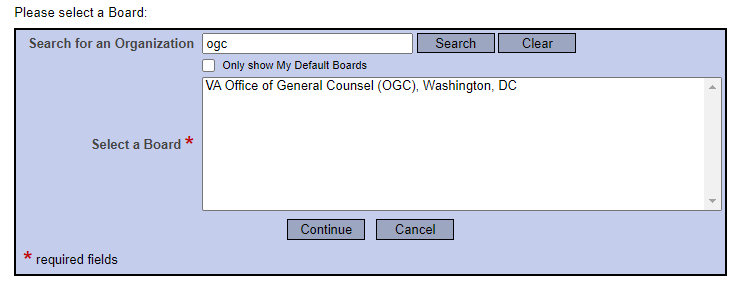 Please select a Board:
Search for an Organization ogc Search Clear
Only show My Default Boards
VA Office of General Counsel (OGC), Washington, DC
Select a Board *
Continue Cancel
* required fields